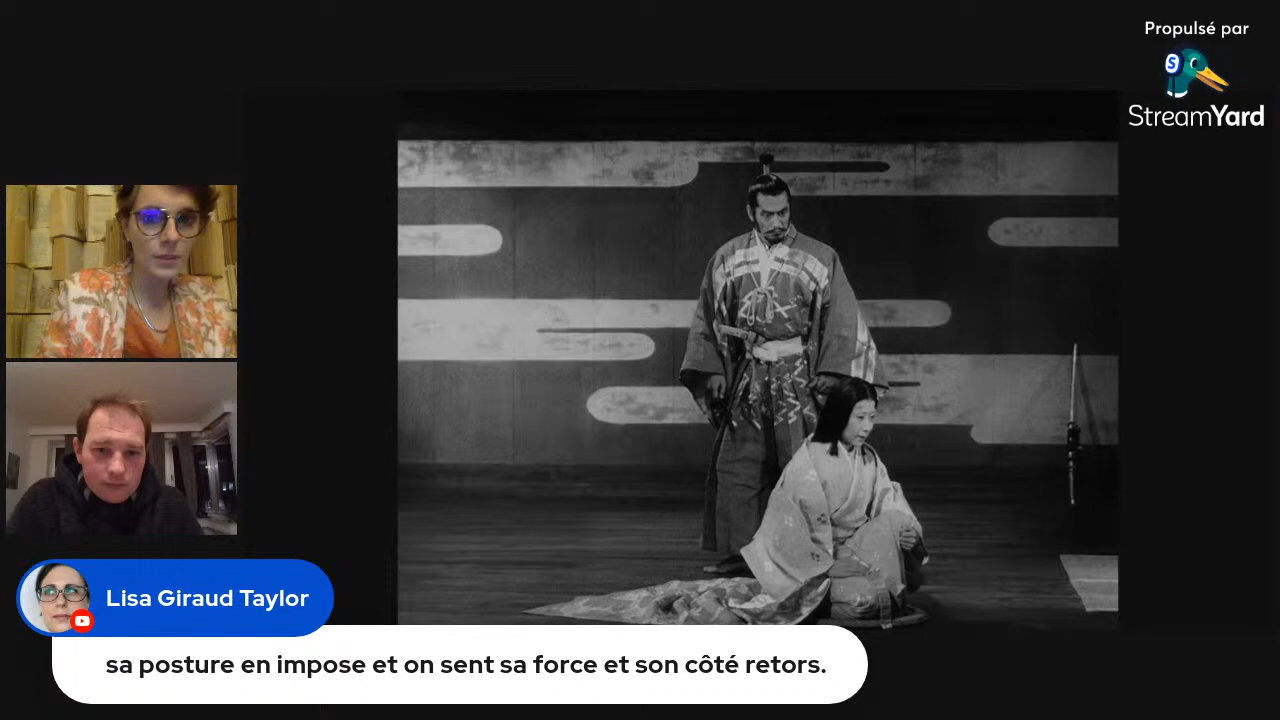 Propulsé par
StreamYard
Lisa Giraud Taylor
sa posture en impose et on sent sa force et son côté retors.